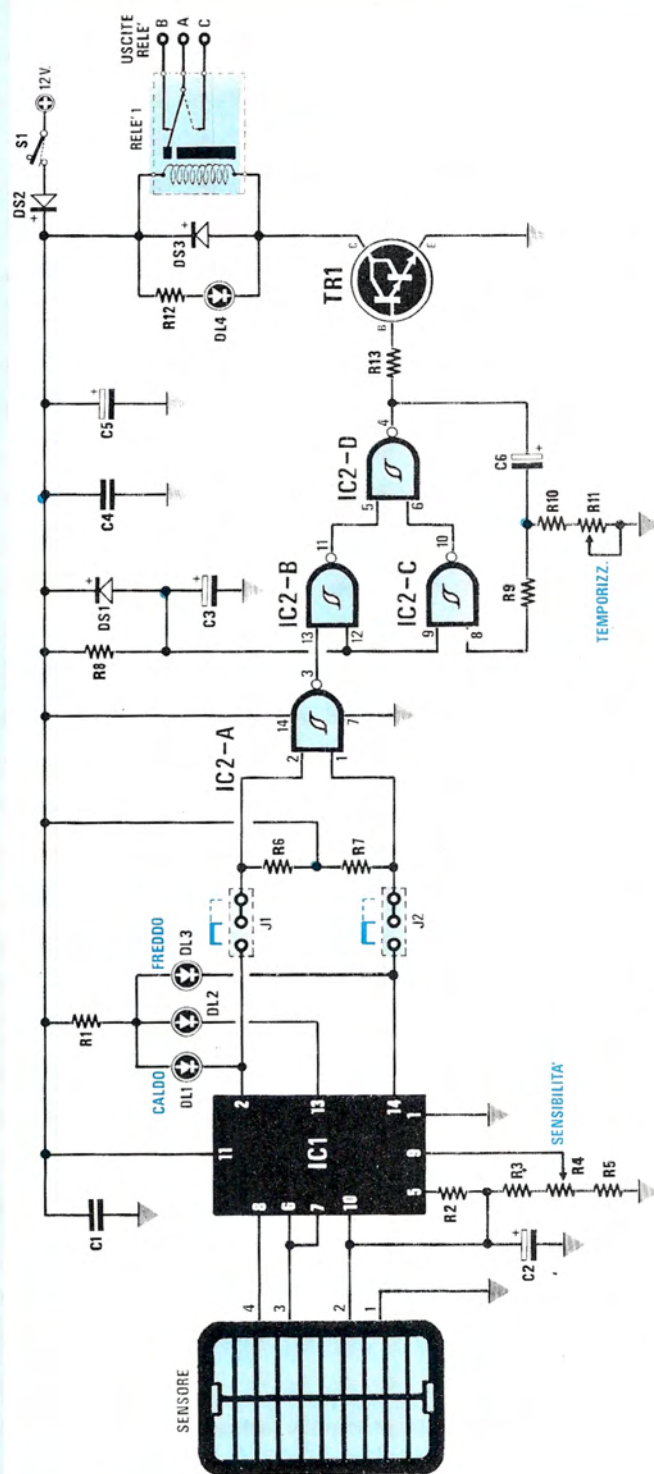 S1
12 V.
DS2
USCITE
RELE'
B
A
C
RELE' 1
DS3
R12
DL4
C
TR1
B
E
R13
C5
C4
DS1
R8
C3
IC2-D
4
5
6
IC2-B
11
13
12
IC2-C
10
9
8
C6
R9
R10
R11
TEMPORIZZ.
IC2-A
3
14
7
2
1
R6
R7
J1
J2
R1
CALDO
FREDDO
DL1
DL2
DL3
C1
IC1
11
2
13
14
1
9
5
8
6
7
10
R2
R3
R4
R5
SENSIBILITA'
C2
SENSORE
4
3
2
1